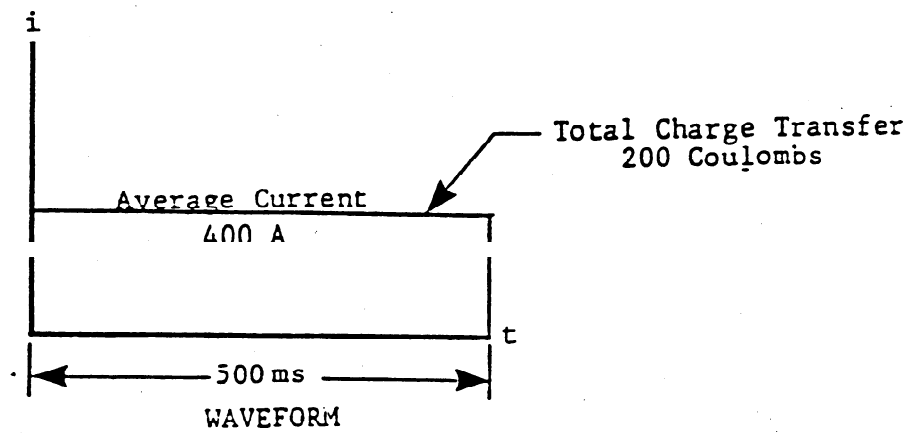 i
Total Charge Transfer
200 Coulombs
Average Current
400 A
t
500 ms
WAVEFORM